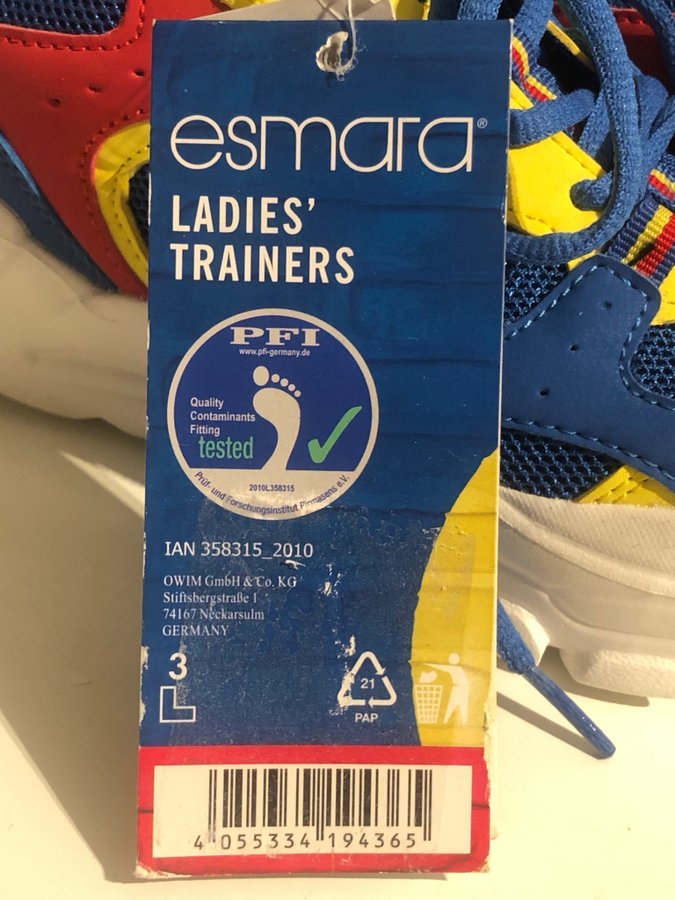 esmara®
LADIES'
TRAINERS
PFI
www.pfi-germany.de
Quality
Contaminants
Fitting
tested
2010L358315
Prüf- und Forschungsinstitut Pirmasens e.V.
IAN 358315_2010
OWIM GmbH & Co. KG
Stiftsbergstraße 1
74167 Neckarsulm
GERMANY
3
L
21
PAP
4 055334 194365